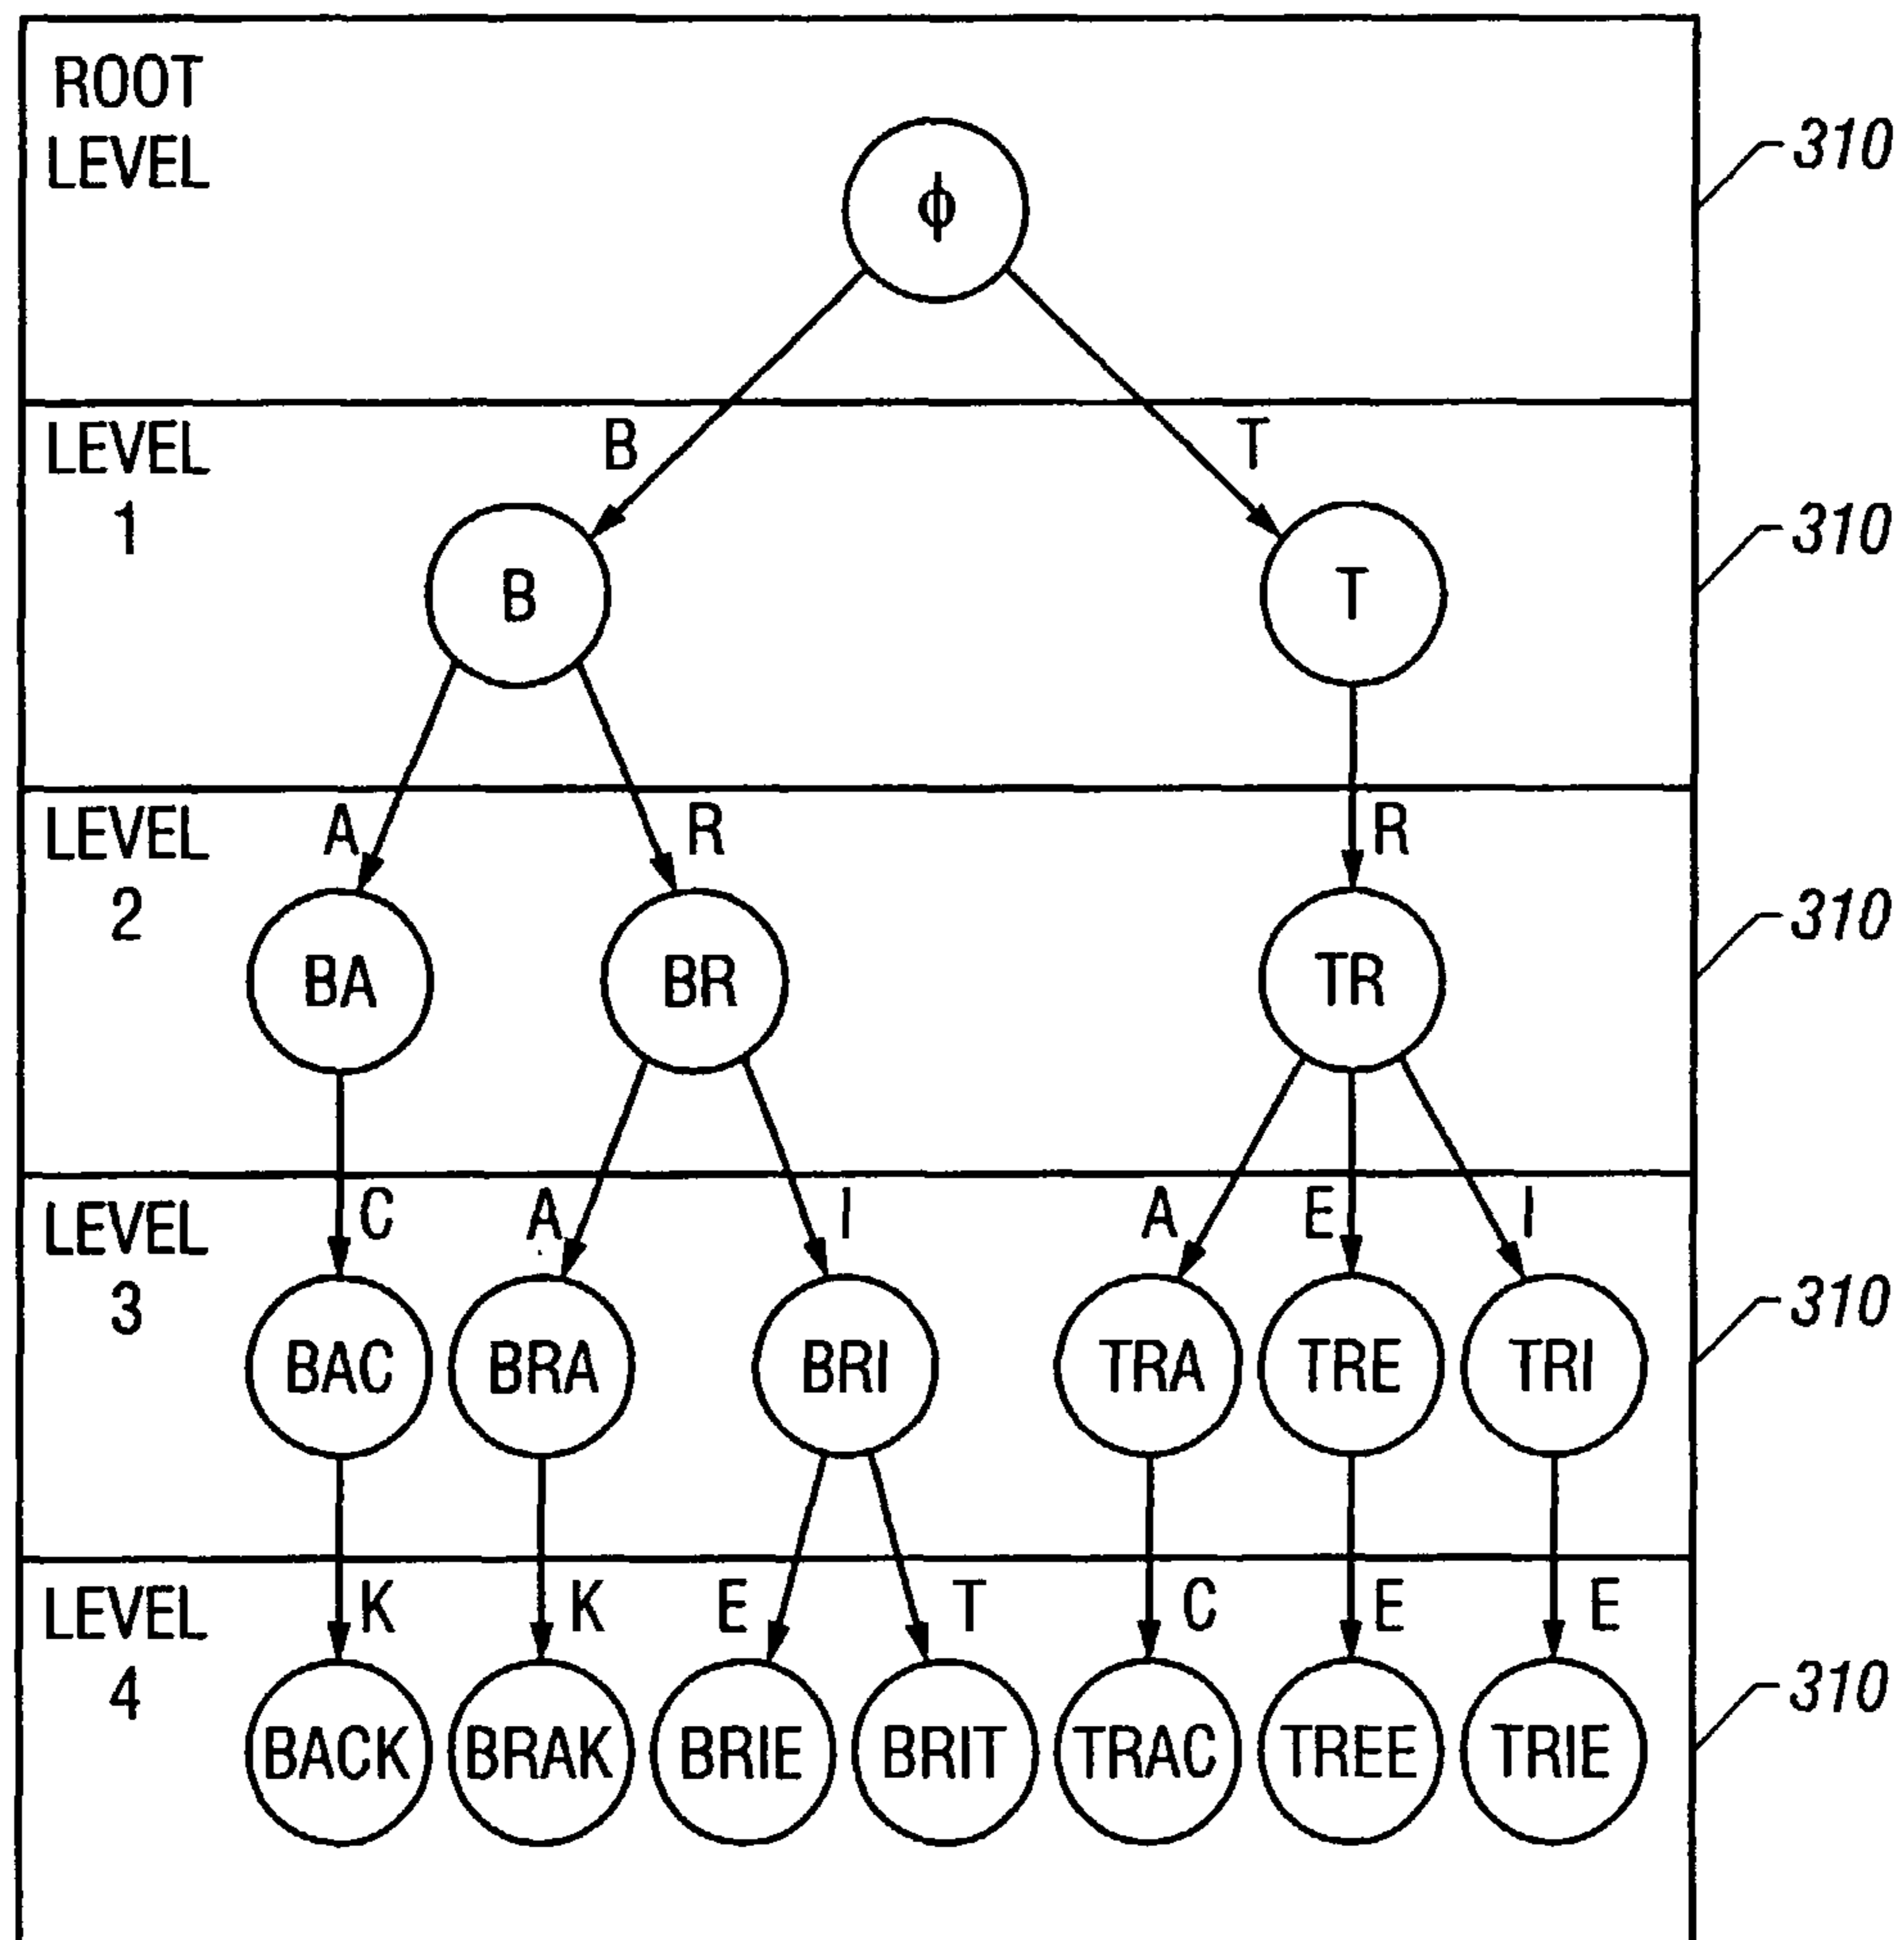 ROOT
LEVEL
310
ϕ
LEVEL
1
B
T
310
B
T
LEVEL
2
A
R
R
310
BA
BR
TR
LEVEL
3
C
A
I
A
E
I
310
BAC
BRA
BRI
TRA
TRE
TRI
LEVEL
4
K
K
E
T
C
E
E
310
BACK
BRAK
BRIE
BRIT
TRAC
TREE
TRIE